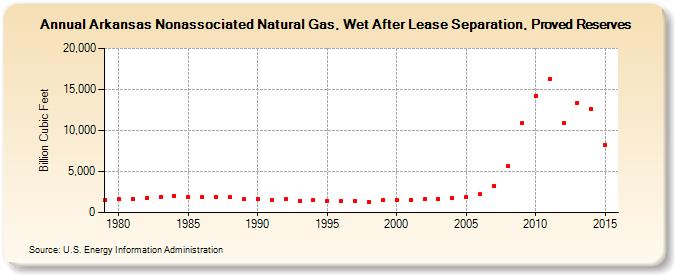 Annual Arkansas Nonassociated Natural Gas, Wet After Lease Separation, Proved Reserves
Billion Cubic Feet
20,000
15,000
10,000
5,000
0
1980 1985 1990 1995 2000 2005 2010 2015
Source: U.S. Energy Information Administration